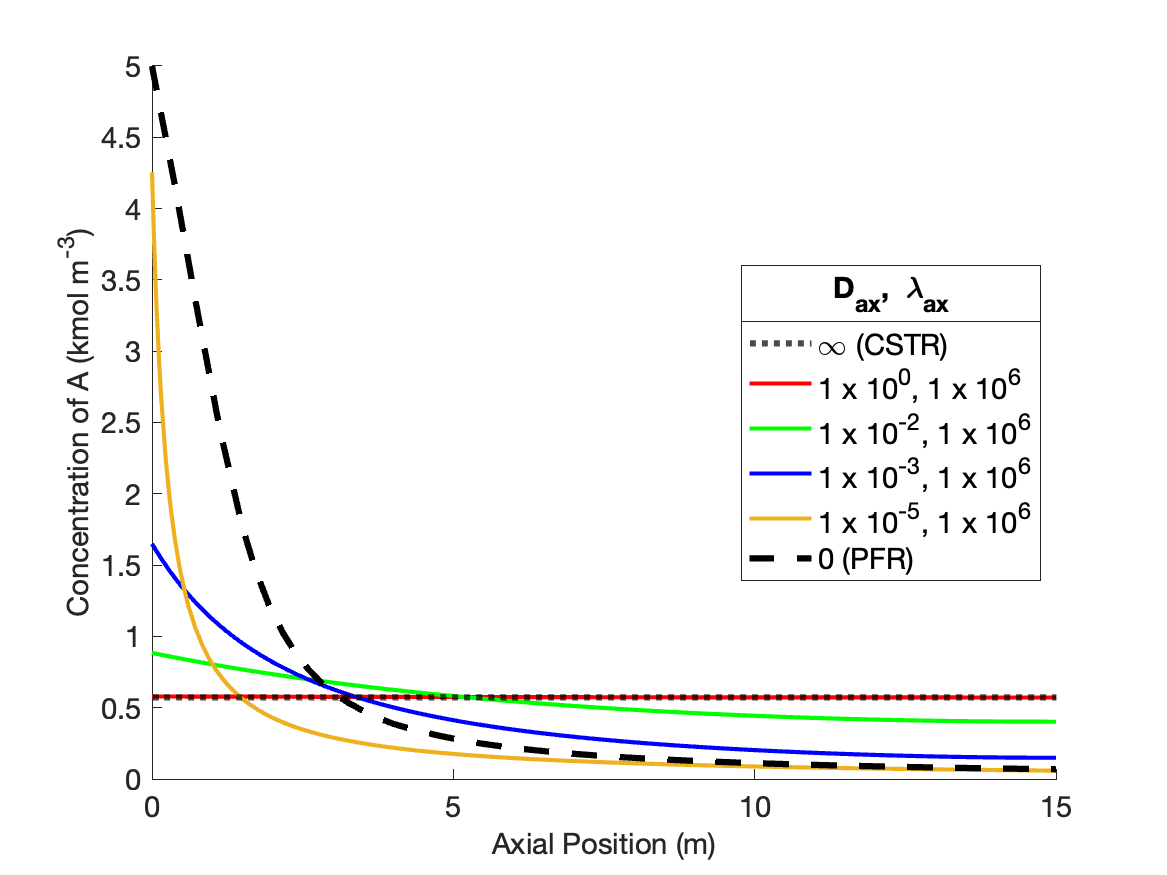 5
4.5
4
3.5
3
2.5
2
1.5
1
0.5
0
Concentration of A (kmol m⁻³)
0 5 10 15
Axial Position (m)
D_ax, λ_ax
∞ (CSTR)
1 x 10⁰, 1 x 10⁶
1 x 10⁻², 1 x 10⁶
1 x 10⁻³, 1 x 10⁶
1 x 10⁻⁵, 1 x 10⁶
0 (PFR)